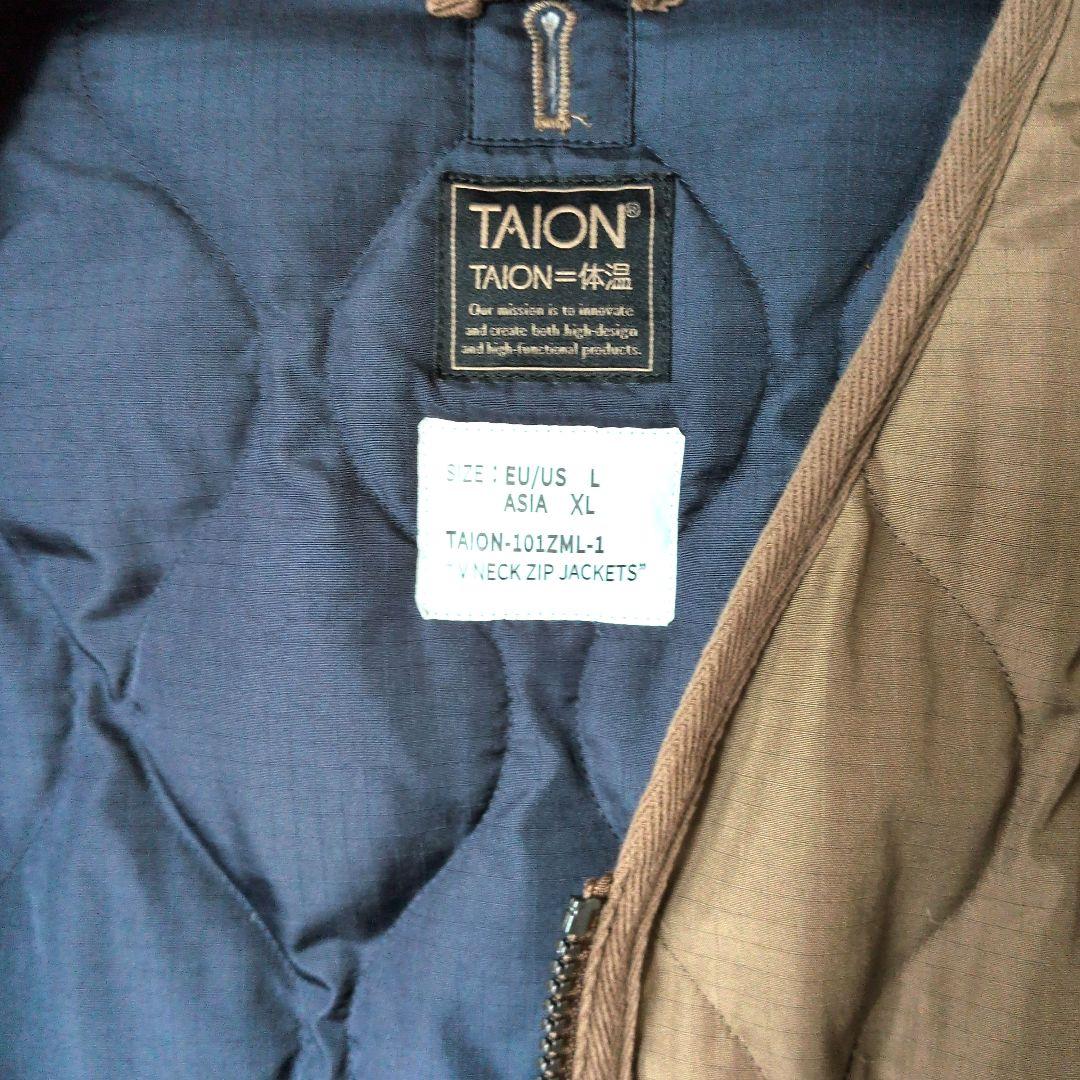 TAION®
TAION=体温
Our mission is to innovate
and create both high-design
and high-functional products.
SIZE : EU/US L
ASIA XL
TAION-101ZML-1
"V NECK ZIP JACKETS"